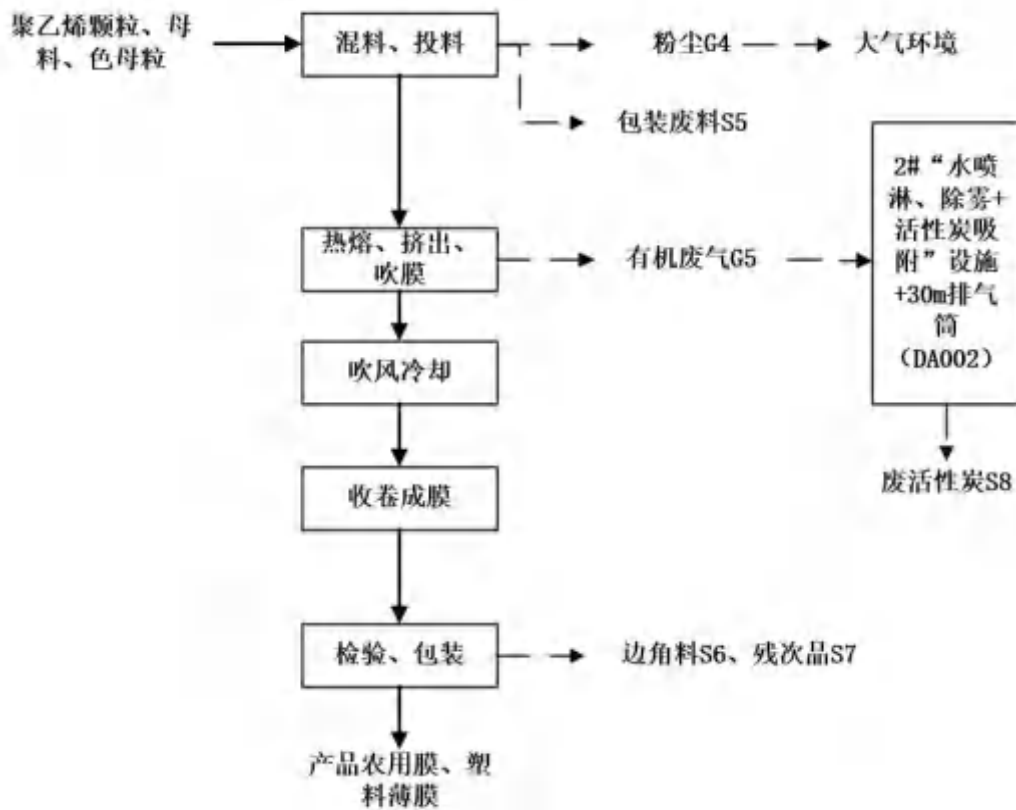 聚乙烯颗粒、母
料、色母粒
混料、投料
粉尘G4
大气环境
包装废料S5
热熔、挤出、
吹膜
有机废气G5
2#“水喷
淋、除雾+
活性炭吸
附”设施
+30m排气
筒
（DA002）
吹风冷却
收卷成膜
废活性炭S8
检验、包装
边角料S6、残次品S7
产品农用膜、塑
料薄膜